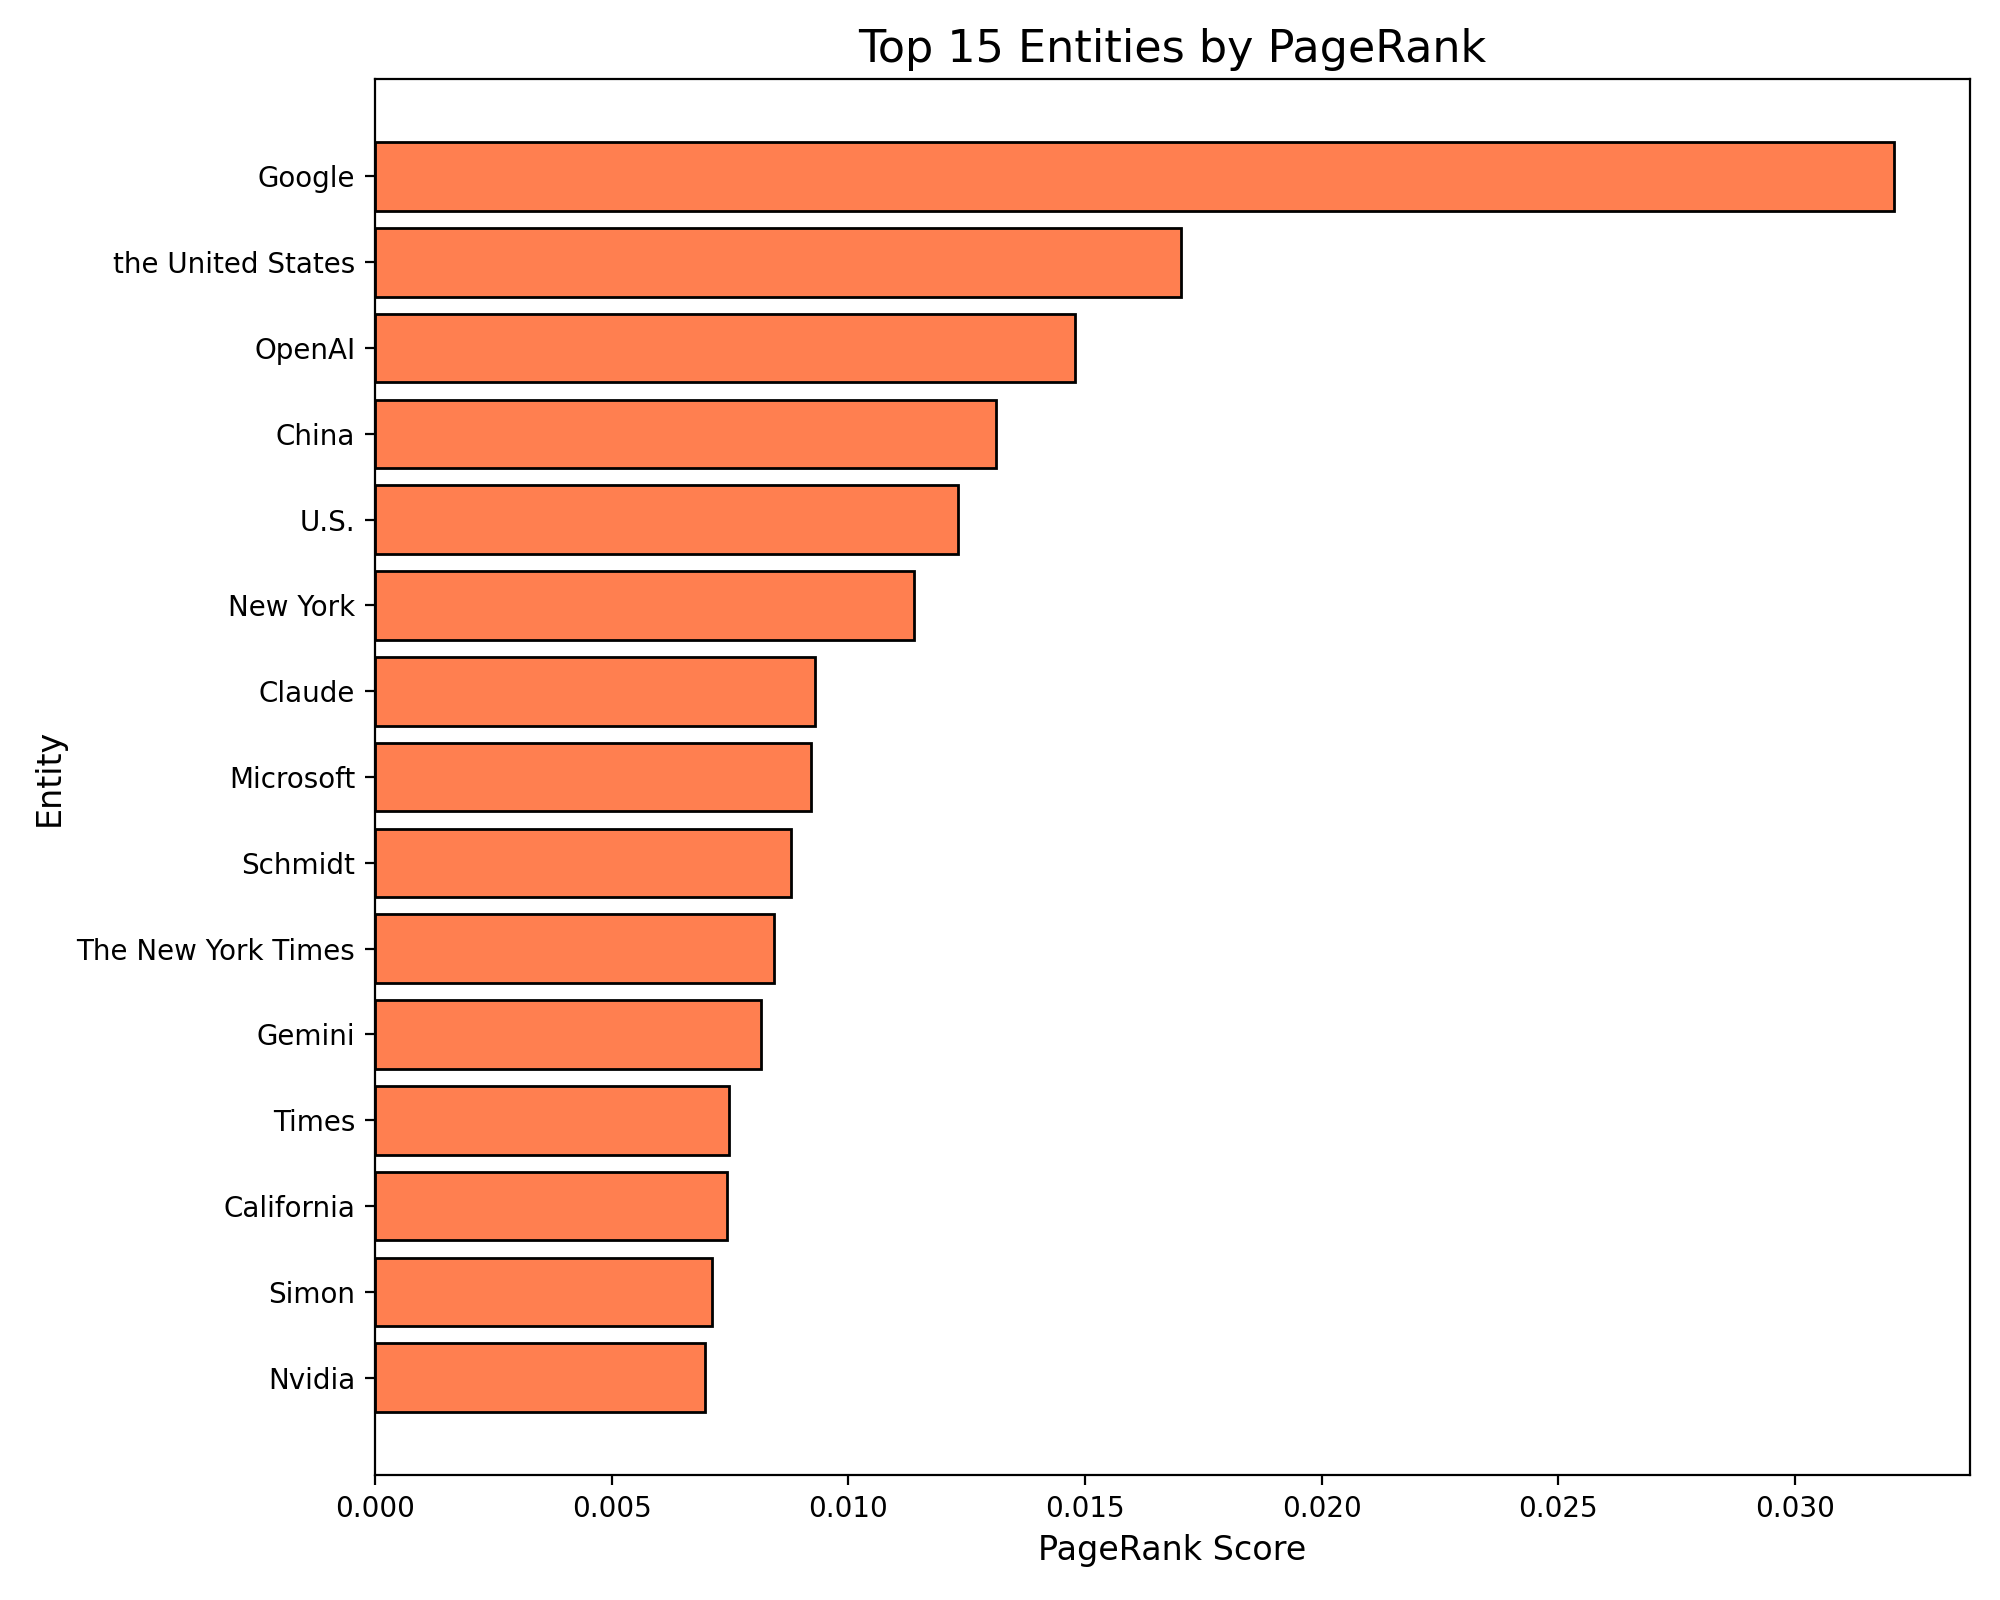 Top 15 Entities by PageRank
Google
the United States
OpenAI
China
U.S.
New York
Claude
Microsoft
Schmidt
The New York Times
Gemini
Times
California
Simon
Nvidia
Entity
0.000 0.005 0.010 0.015 0.020 0.025 0.030
PageRank Score